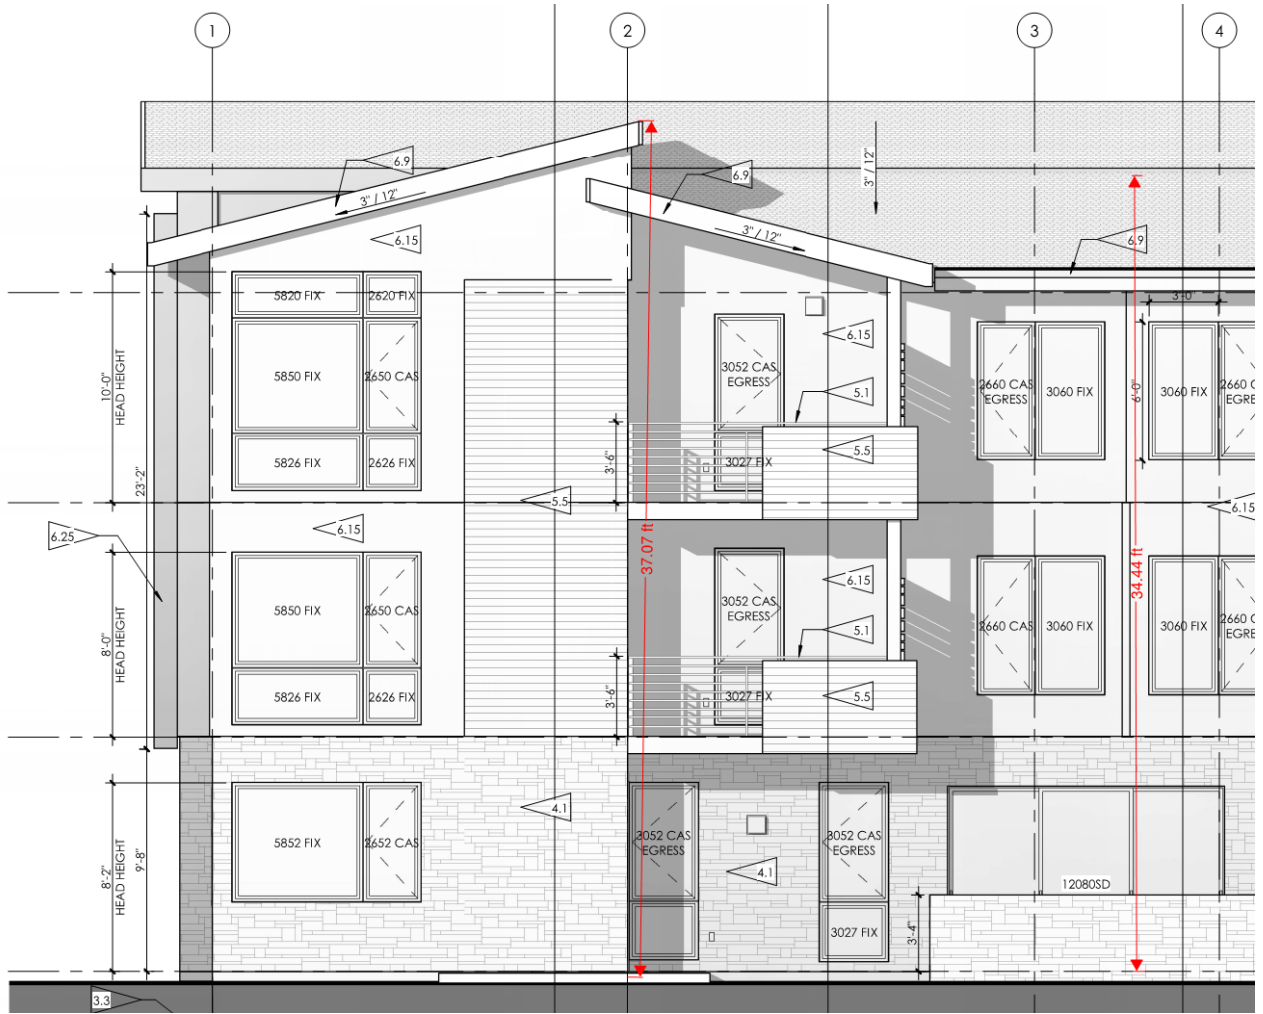 1
2
3
4
6.9
6.9
3" / 12"
3" / 12"
3" / 12"
6.15
6.9
5820 FIX
2620 FIX
3'-0"
6.15
10'-0"
HEAD HEIGHT
5850 FIX
2650 CAS
3052 CAS
EGRESS
5.1
2660 CAS
EGRESS
3060 FIX
6'-0"
3060 FIX
2660 C
EGRE
5826 FIX
2626 FIX
3'-6"
3027 FIX
5.5
23'-2"
5.5
6.15
6.25
6.15
37.07 ft
34.44 ft
8'-0"
HEAD HEIGHT
5850 FIX
2650 CAS
3052 CAS
EGRESS
6.15
5.1
2660 CAS
3060 FIX
3060 FIX
2660 C
EGRE
5826 FIX
2626 FIX
3'-6"
3027 FIX
5.5
4.1
8'-2"
HEAD HEIGHT
9'-8"
5852 FIX
2652 CAS
3052 CAS
EGRESS
3052 CAS
EGRESS
4.1
12080SD
3'-4"
3027 FIX
3.3